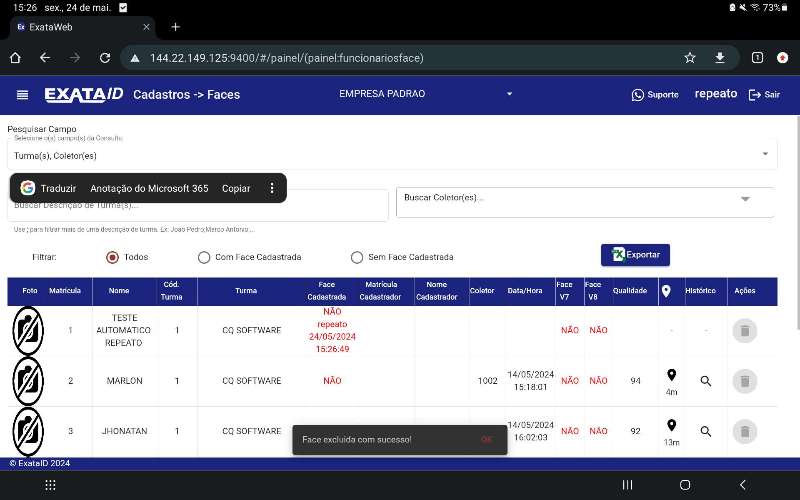 15:26 sex., 24 de mai. 73%
ExataWeb
144.22.149.125:9400/#/painel/(painel:funcionariosface)
1
EXATAID Cadastros -> Faces EMPRESA PADRAO Suporte repeato Sair
Pesquisar Campo
Selecione o(s) campo(s) da Consulta
Turma(s), Coletor(es)
Traduzir Anotação do Microsoft 365 Copiar
Buscar Descrição de Turma(s)... Buscar Coletor(es)...
Use ; para filtrar mais de uma descrição de turma. Ex: João Pedro;Marco Antonio...
Filtrar: Todos Com Face Cadastrada Sem Face Cadastrada Exportar
Foto Matrícula Nome Cód. Turma Turma Face Cadastrada Matrícula Cadastrador Nome Cadastrador Coletor Data/Hora Face V7 Face V8 Qualidade Histórico Ações
1 TESTE AUTOMATICO REPEATO 1 CQ SOFTWARE NÃO repeato 24/05/2024 15:26:49 NÃO NÃO - -
2 MARLON 1 CQ SOFTWARE NÃO 1002 14/05/2024 15:18:01 NÃO NÃO 94 4m
3 JHONATAN 1 CQ SOFTWARE 14/05/2024 16:02:03 NÃO NÃO 92 13m
Face excluida com sucesso! OK
© ExataID 2024